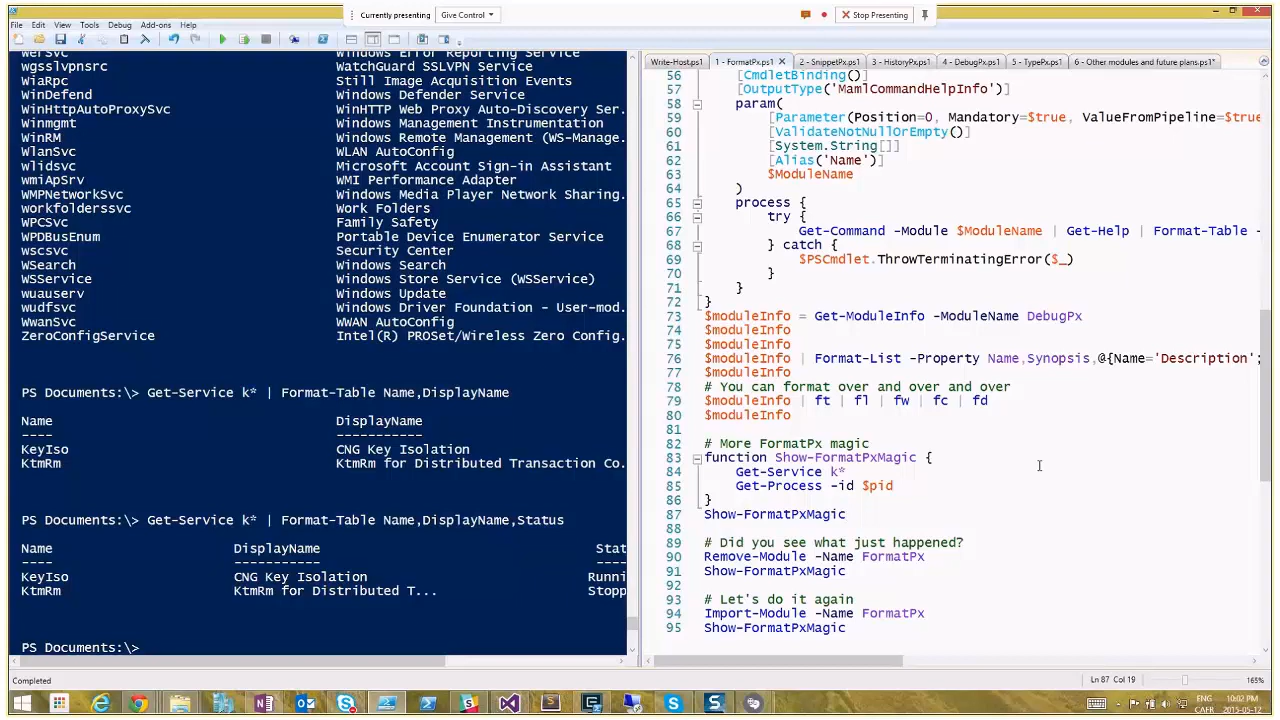 Currently presenting Give Control Stop Presenting
File Edit View Tools Debug Add-ons Help
WerSvc Windows Error Reporting Service
wgsslvpnsrc WatchGuard SSLVPN Service
WiaRpc Still Image Acquisition Events
WinDefend Windows Defender Service
WinHttpAutoProxySvc WinHTTP Web Proxy Auto-Discovery Ser.
Winmgmt Windows Management Instrumentation
WinRM Windows Remote Management (WS-Manage.
WlanSvc WLAN AutoConfig
wlidsvc Microsoft Account Sign-in Assistant
wmiApSrv WMI Performance Adapter
WMPNetworkSvc Windows Media Player Network Sharing.
workfolderssvc Work Folders
WPCSvc Family Safety
WPDBusEnum Portable Device Enumerator Service
wscsvc Security Center
WSearch Windows Search
WSService Windows Store Service (WSService)
wuauserv Windows Update
wudfsvc Windows Driver Foundation - User-mod.
WwanSvc WWAN AutoConfig
ZeroConfigService Intel(R) PROSet/Wireless Zero Config.
PS Documents:\> Get-Service k* | Format-Table Name,DisplayName
Name DisplayName
---- -----------
KeyIso CNG Key Isolation
KtmRm KtmRm for Distributed Transaction Co.
PS Documents:\> Get-Service k* | Format-Table Name,DisplayName,Status
Name DisplayName Stat
---- ----------- ----
KeyIso CNG Key Isolation Runni
KtmRm KtmRm for Distributed T... Stopp
PS Documents:\>
Write-Host.ps1 1 - FormatPx.ps1 2 - SnippetPx.ps1 3 - HistoryPx.ps1 4 - DebugPx.ps1 5 - TypePx.ps1 6 - Other modules and future plans.ps1*
56 [CmdletBinding()]
57 [OutputType('MamlCommandHelpInfo')]
58 param(
59 [Parameter(Position=0, Mandatory=$true, ValueFromPipeline=$true
60 [ValidateNotNullOrEmpty()]
61 [System.String[]]
62 [Alias('Name')]
63 $ModuleName
64 )
65 process {
66 try {
67 Get-Command -Module $ModuleName | Get-Help | Format-Table -
68 } catch {
69 $PSCmdlet.ThrowTerminatingError($_)
70 }
71 }
72 }
73 $moduleInfo = Get-ModuleInfo -ModuleName DebugPx
74 $moduleInfo
75 $moduleInfo
76 $moduleInfo | Format-List -Property Name,Synopsis,@{Name='Description';
77 $moduleInfo
78 # You can format over and over and over
79 $moduleInfo | ft | fl | fw | fc | fd
80 $moduleInfo
81
82 # More FormatPx magic
83 function Show-FormatPxMagic {
84 Get-Service k*
85 Get-Process -id $pid
86 }
87 Show-FormatPxMagic
88
89 # Did you see what just happened?
90 Remove-Module -Name FormatPx
91 Show-FormatPxMagic
92
93 # Let's do it again
94 Import-Module -Name FormatPx
95 Show-FormatPxMagic
Completed Ln 87 Col 19 165%
ENG 10:02 PM
CAFR 2015-05-12